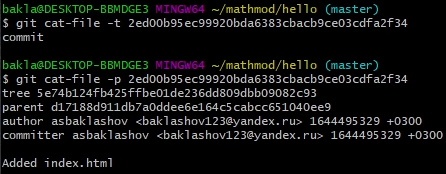 bakla@DESKTOP-BBMDGE3 MINGW64 ~/mathmod/hello (master)
$ git cat-file -t 2ed00b95ec99920bda6383cbacb9ce03cdfa2f34
commit
bakla@DESKTOP-BBMDGE3 MINGW64 ~/mathmod/hello (master)
$ git cat-file -p 2ed00b95ec99920bda6383cbacb9ce03cdfa2f34
tree 5e74b124fb425ffbe01de236dd809dbb09082c93
parent d17188d911db7a0ddee6e164c5cabcc651040ee9
author asbaklashov <baklashov123@yandex.ru> 1644495329 +0300
committer asbaklashov <baklashov123@yandex.ru> 1644495329 +0300
Added index.html